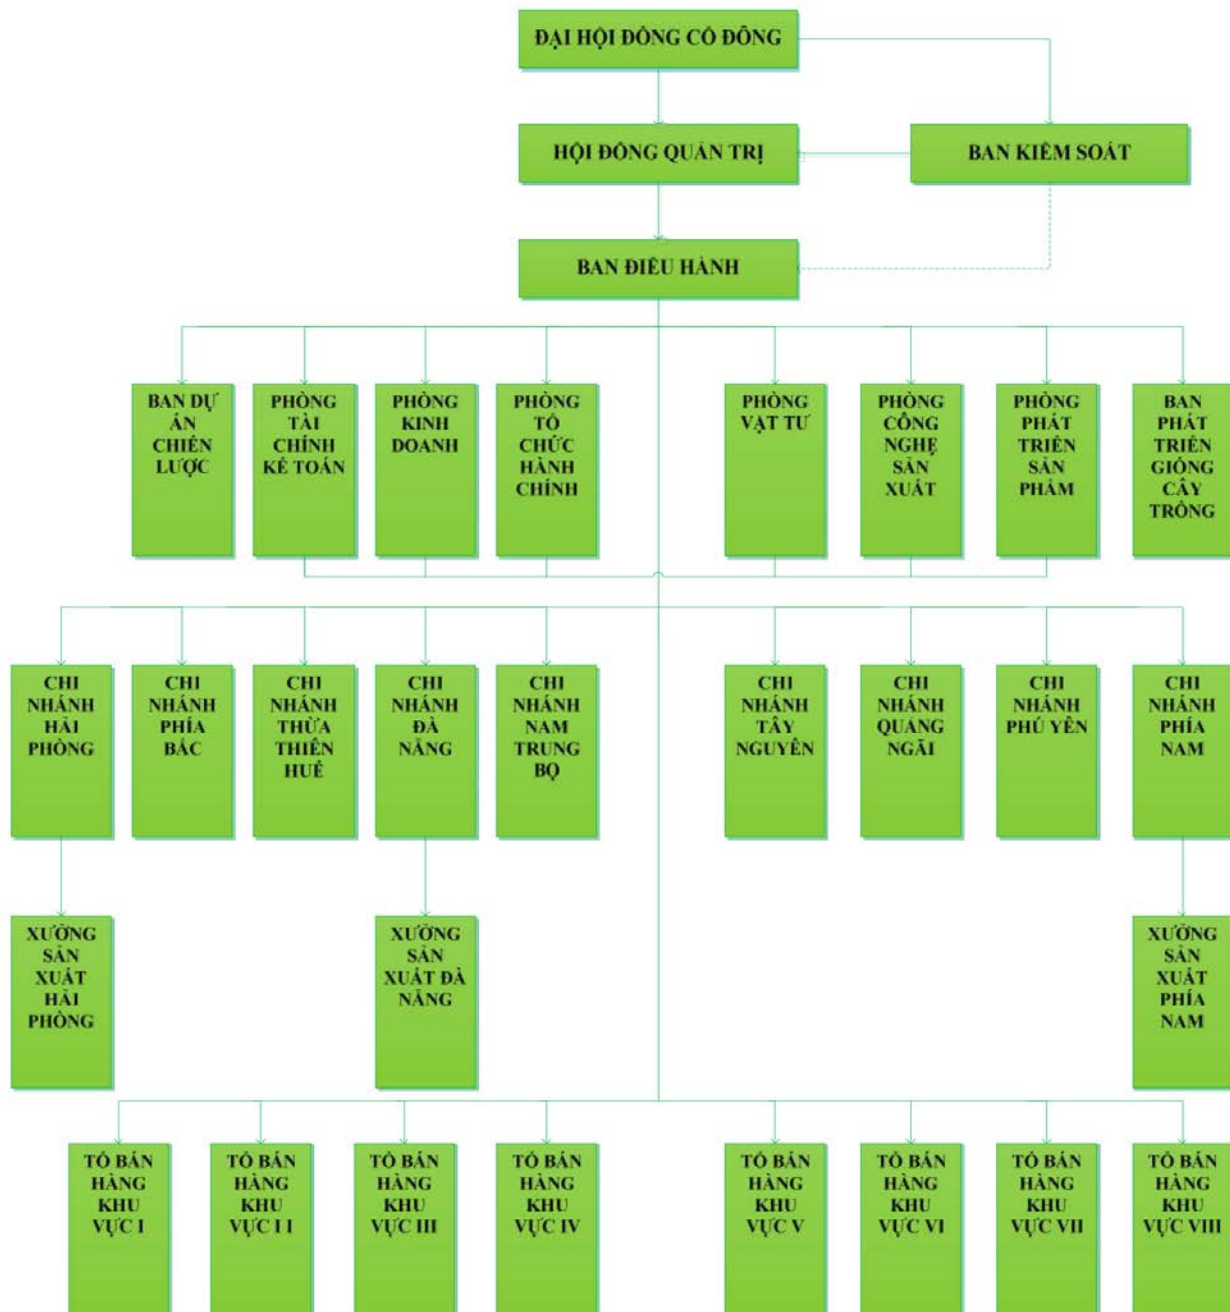 ĐẠI HỘI ĐỒNG CỔ ĐÔNG
HỘI ĐỒNG QUẢN TRỊ
BAN KIỂM SOÁT
BAN ĐIỀU HÀNH
BAN DỰ
ÁN
CHIẾN
LƯỢC
PHÒNG
TÀI
CHÍNH
KẾ TOÁN
PHÒNG
KINH
DOANH
PHÒNG
TỔ
CHỨC
HÀNH
CHÍNH
PHÒNG
VẬT TƯ
PHÒNG
CÔNG
NGHỆ
SẢN
XUẤT
PHÒNG
PHÁT
TRIỂN
SẢN
PHẨM
BAN
PHÁT
TRIỂN
GIỐNG
CÂY
TRỒNG
CHI
NHÁNH
HẢI
PHÒNG
CHI
NHÁNH
PHÍA
BẮC
CHI
NHÁNH
THỪA
THIÊN
HUẾ
CHI
NHÁNH
ĐÀ
NẴNG
CHI
NHÁNH
NAM
TRUNG
BỘ
CHI
NHÁNH
TÂY
NGUYÊN
CHI
NHÁNH
QUẢNG
NGÃI
CHI
NHÁNH
PHÚ YÊN
CHI
NHÁNH
PHÍA
NAM
XƯỞNG
SẢN
XUẤT
HẢI
PHÒNG
XƯỞNG
SẢN
XUẤT ĐÀ
NẴNG
XƯỞNG
SẢN
XUẤT
PHÍA
NAM
TỔ BÁN
HÀNG
KHU
VỰC I
TỔ BÁN
HÀNG
KHU
VỰC I I
TỔ BÁN
HÀNG
KHU
VỰC III
TỔ BÁN
HÀNG
KHU
VỰC IV
TỔ BÁN
HÀNG
KHU
VỰC V
TỔ BÁN
HÀNG
KHU
VỰC VI
TỔ BÁN
HÀNG
KHU
VỰC VII
TỔ BÁN
HÀNG
KHU
VỰC VIII